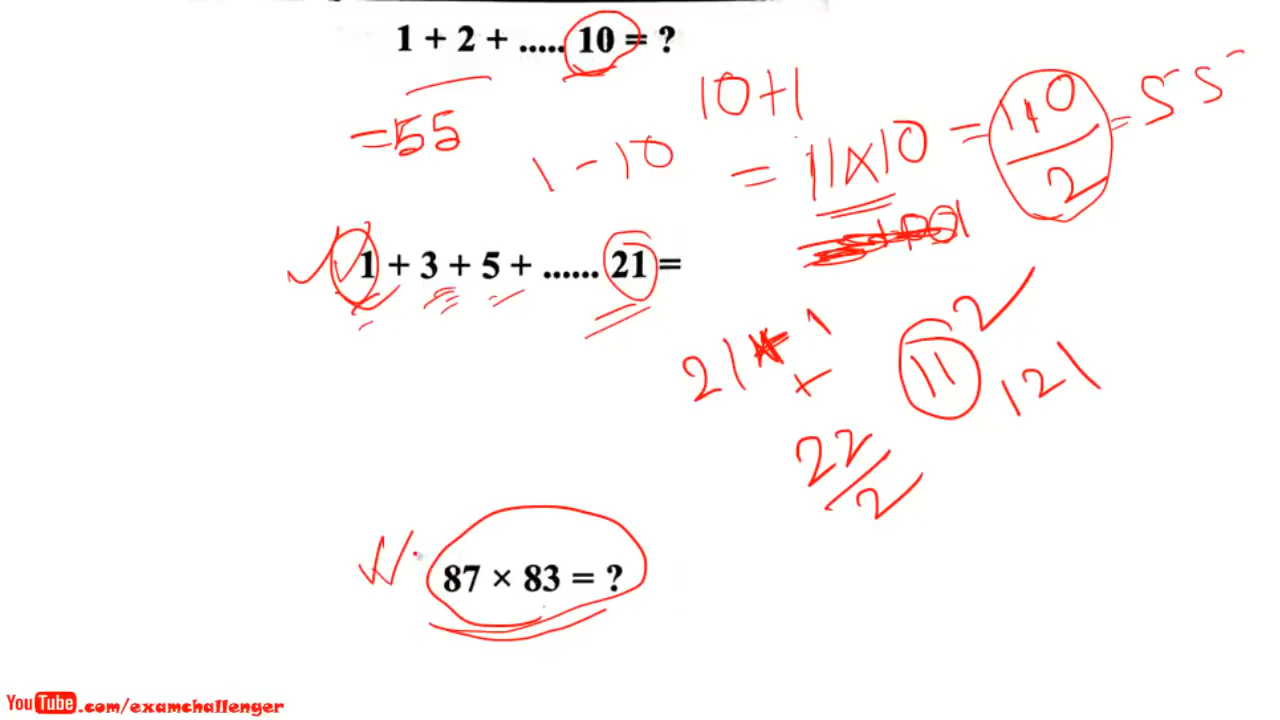 1 + 2 + ..... 10 = ?
= 55
10+1
1 - 10
= 11×10 = 110/2 = 55
1 + 3 + 5 + ...... 21 =
21 + 1
22/2
11²
121
87 × 83 = ?
YouTube.com/examchallenger